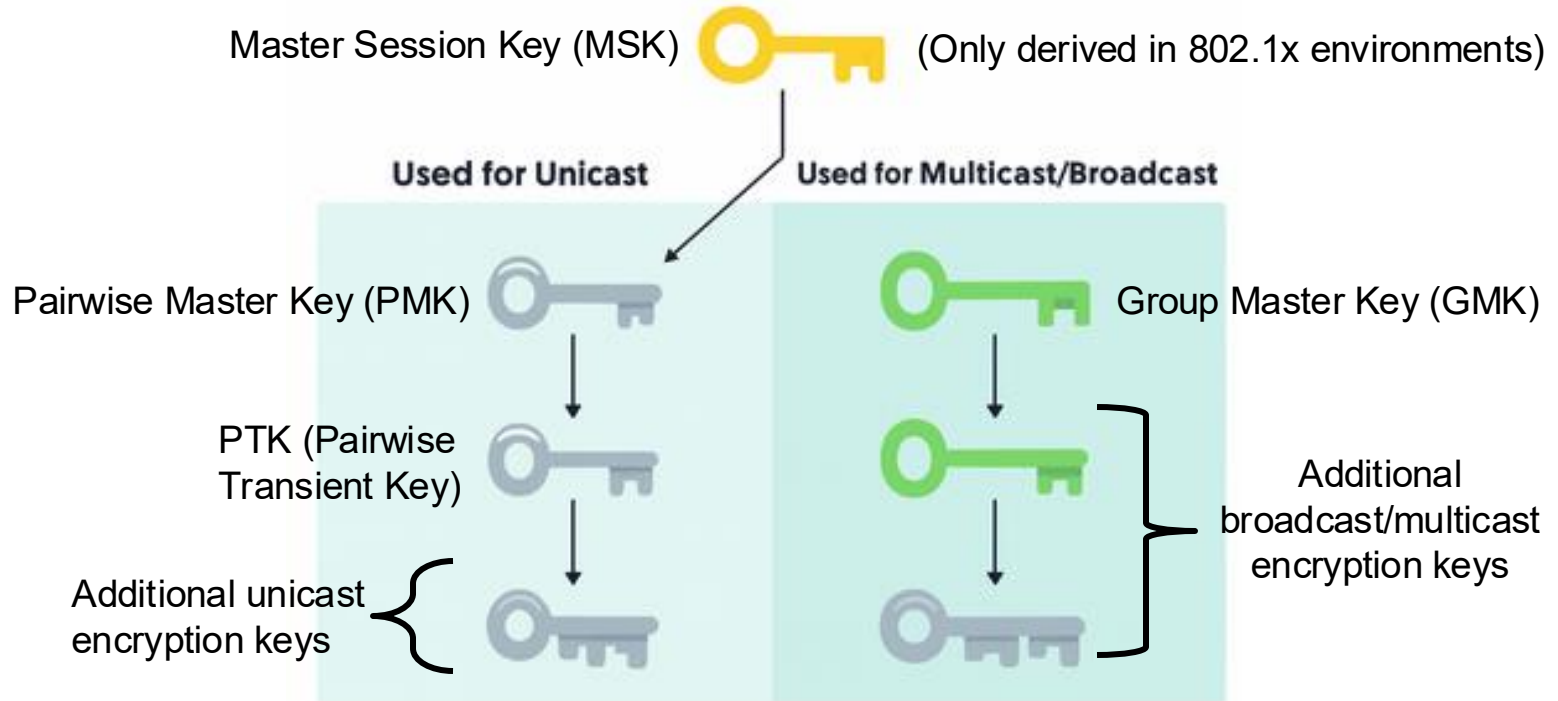 Master Session Key (MSK)
(Only derived in 802.1x environments)
Used for Unicast
Used for Multicast/Broadcast
Pairwise Master Key (PMK)
Group Master Key (GMK)
PTK (Pairwise
Transient Key)
Additional
broadcast/multicast
encryption keys
Additional unicast
encryption keys